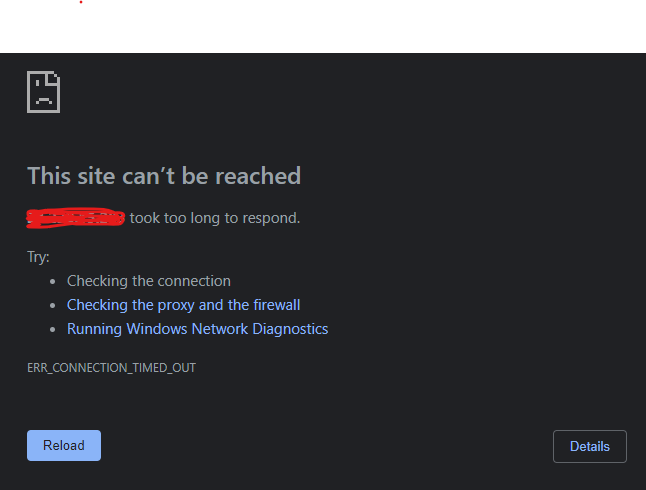 This site can’t be reached
took too long to respond.
Try:
Checking the connection
Checking the proxy and the firewall
Running Windows Network Diagnostics
ERR_CONNECTION_TIMED_OUT
Reload
Details